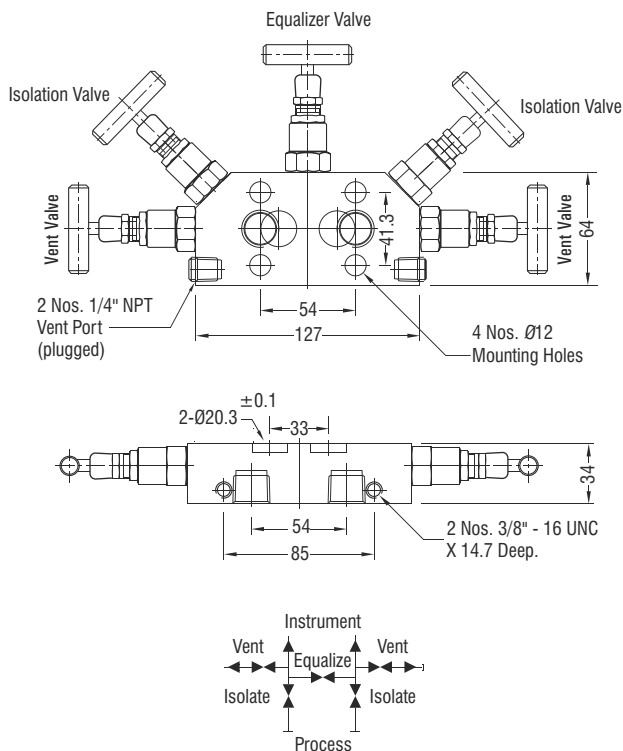 Equalizer Valve
Isolation Valve
Isolation Valve
Vent Valve
41.3
64
Vent Valve
2 Nos. 1/4" NPT
Vent Port
(plugged)
54
127
4 Nos. Ø12
Mounting Holes
±0.1
2-Ø20.3
33
34
54
85
2 Nos. 3/8" - 16 UNC
X 14.7 Deep.
Instrument
Vent
Vent
Equalize
Isolate
Isolate
Process